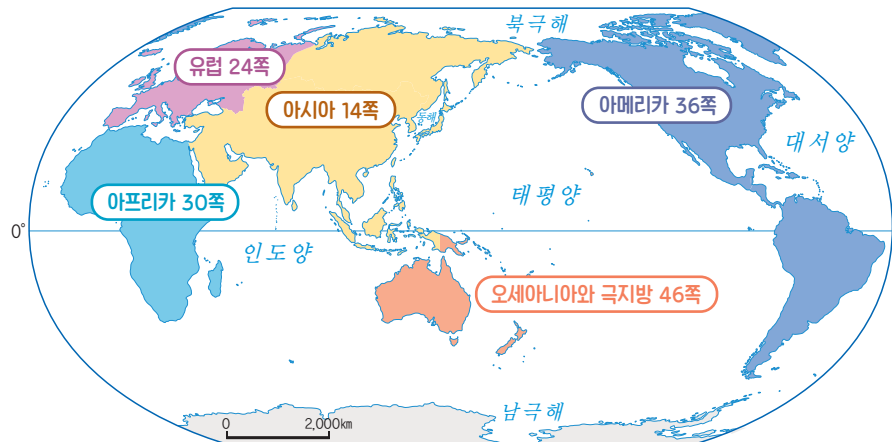 북극해
유럽 24쪽
아시아 14쪽
아메리카 36쪽
동해
대서양
태평양
아프리카 30쪽
0°
인도양
오세아니아와 극지방 46쪽
남극해
0 2,000km